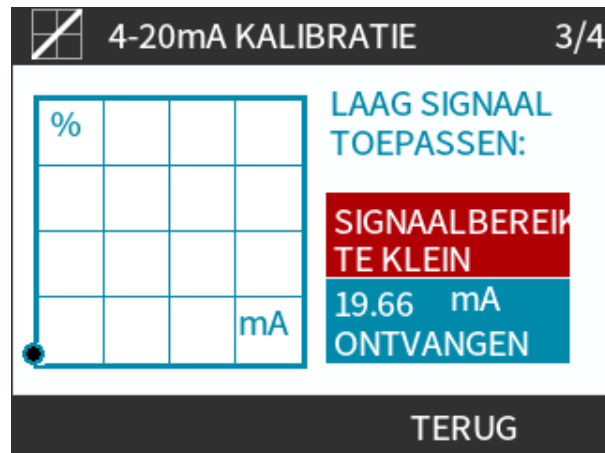 4-20mA KALIBRATIE 3/4
%
mA
LAAG SIGNAAL
TOEPASSEN:
SIGNAALBEREIK
TE KLEIN
19.66 mA
ONTVANGEN
TERUG